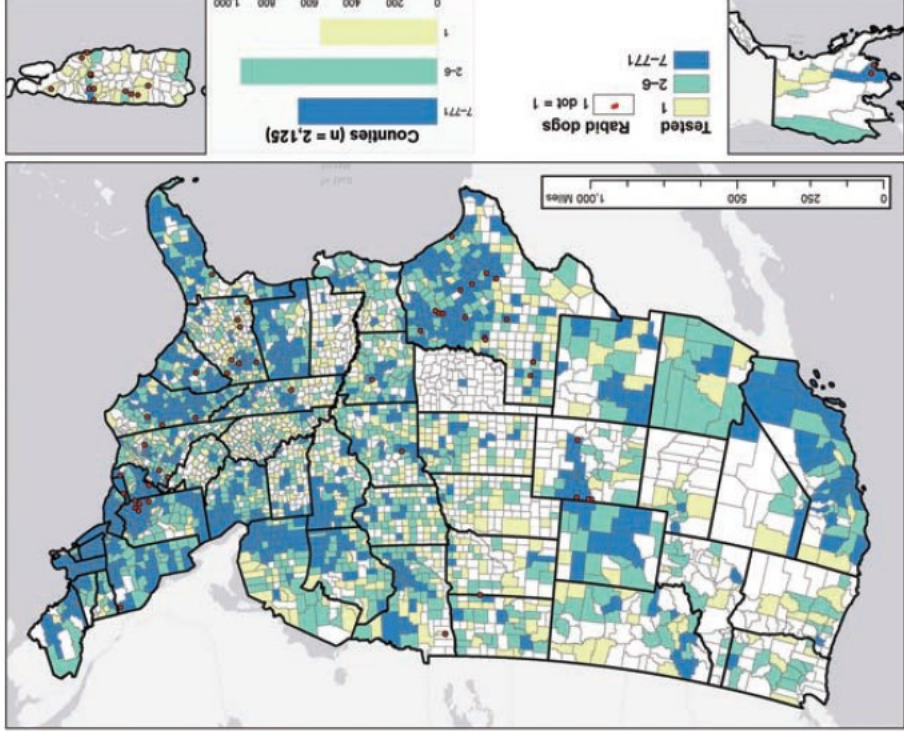 0 250 500 1,000 Miles
Tested
1
2–6
7–771
Rabid dogs
1 dot = 1
Counties (n = 2,125)
7–771
2–6
1
0 200 400 600 800 1,000